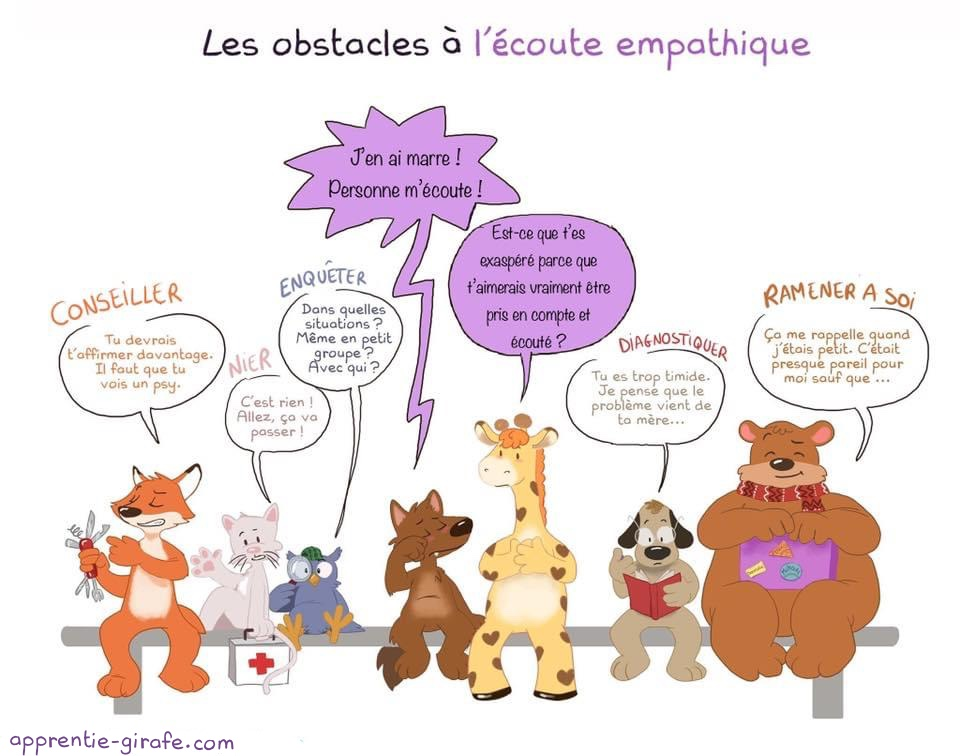 Les obstacles à l'écoute empathique
J'en ai marre !
Personne m'écoute !
Est-ce que t'es
exaspéré parce que
t'aimerais vraiment être
pris en compte et
écouté ?
CONSEILLER
Tu devrais
t'affirmer davantage.
Il faut que tu
vois un psy.
NIER
C'est rien !
Allez, ça va
passer !
ENQUÊTER
Dans quelles
situations ?
Même en petit
groupe ?
Avec qui ?
DIAGNOSTIQUER
Tu es trop timide.
Je pense que le
problème vient de
ta mère...
RAMENER A SOI
Ça me rappelle quand
j'étais petit. C'était
presque pareil pour
moi sauf que ...
apprentie-girafe.com